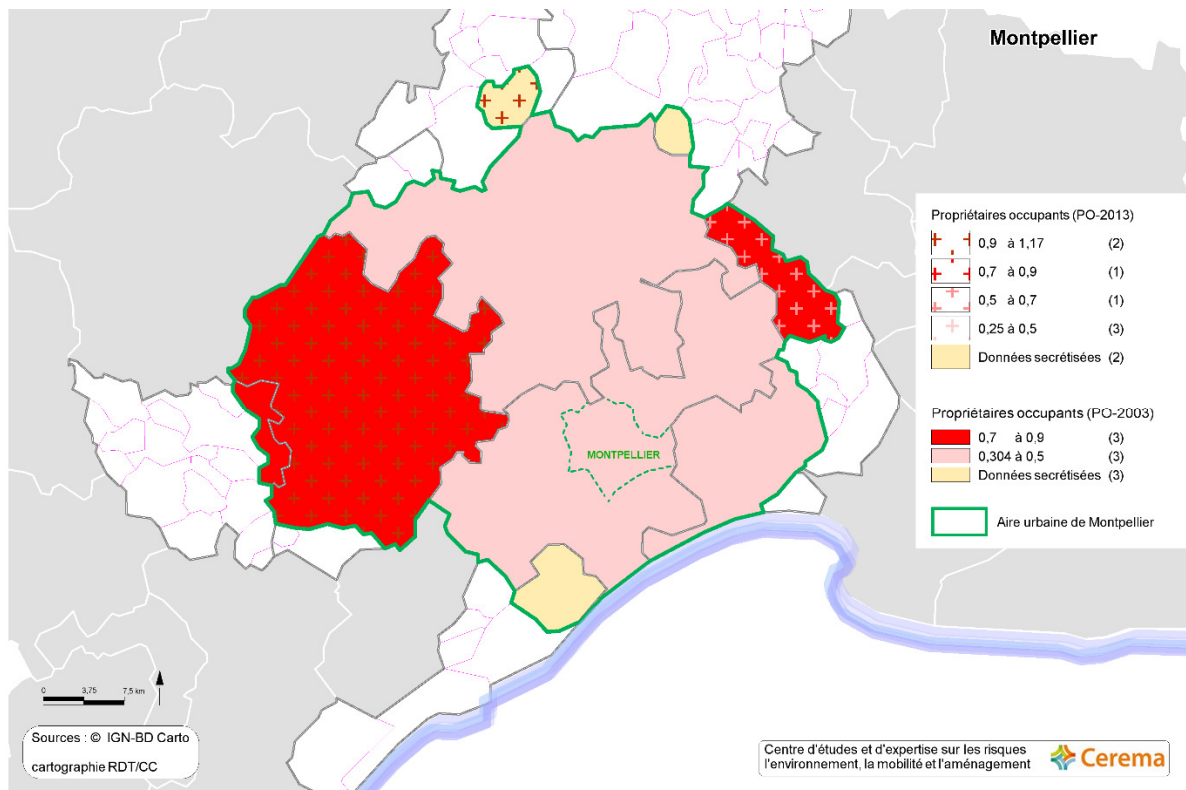 Montpellier
Propriétaires occupants (PO-2013)
0,9 à 1,17 (2)
0,7 à 0,9 (1)
0,5 à 0,7 (1)
0,25 à 0,5 (3)
Données secrétisées (2)
Propriétaires occupants (PO-2003)
0,7 à 0,9 (3)
0,304 à 0,5 (3)
Données secrétisées (3)
Aire urbaine de Montpellier
MONTPELLIER
0 3,75 7,5 km
Sources : © IGN-BD Carto
cartographie RDT/CC
Centre d'études et d'expertise sur les risques
l'environnement, la mobilité et l'aménagement
Cerema